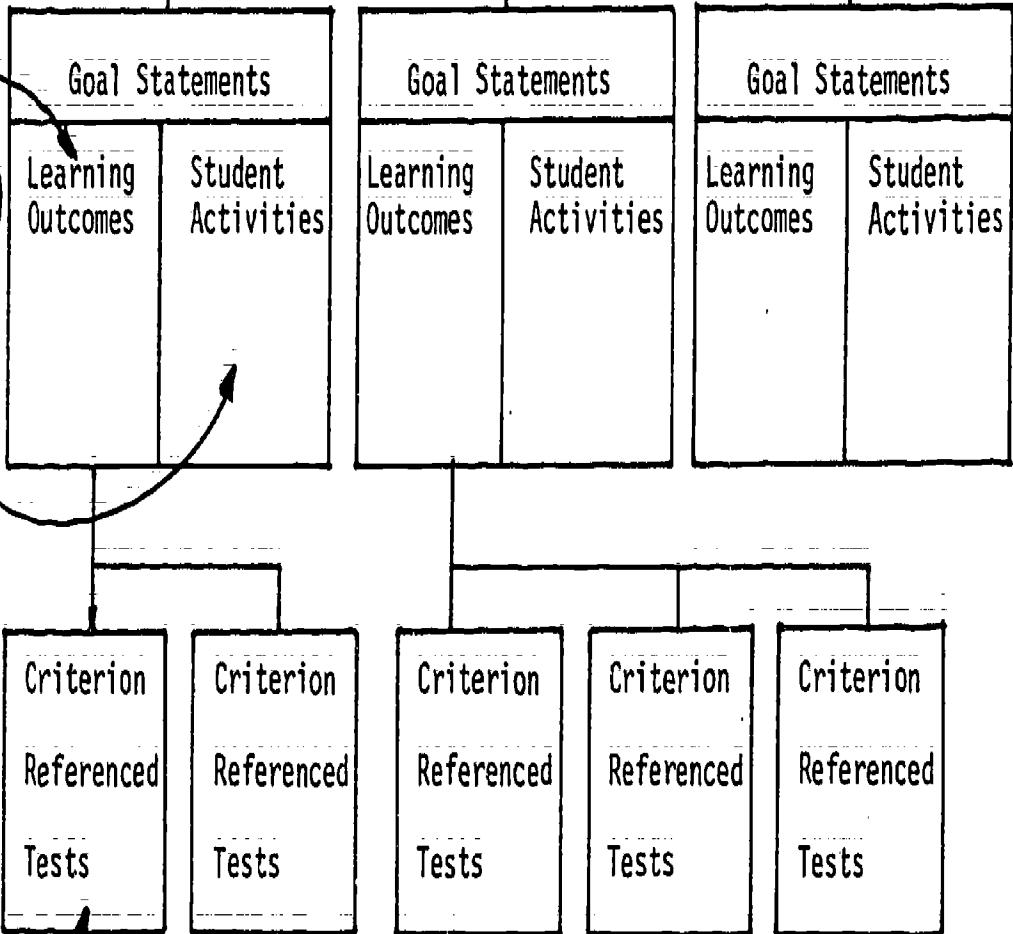 Goal Statements
Learning
Outcomes
Student
Activities
Goal Statements
Learning
Outcomes
Student
Activities
Goal Statements
Learning
Outcomes
Student
Activities
Criterion
Referenced
Tests
Criterion
Referenced
Tests
Criterion
Referenced
Tests
Criterion
Referenced
Tests
Criterion
Referenced
Tests